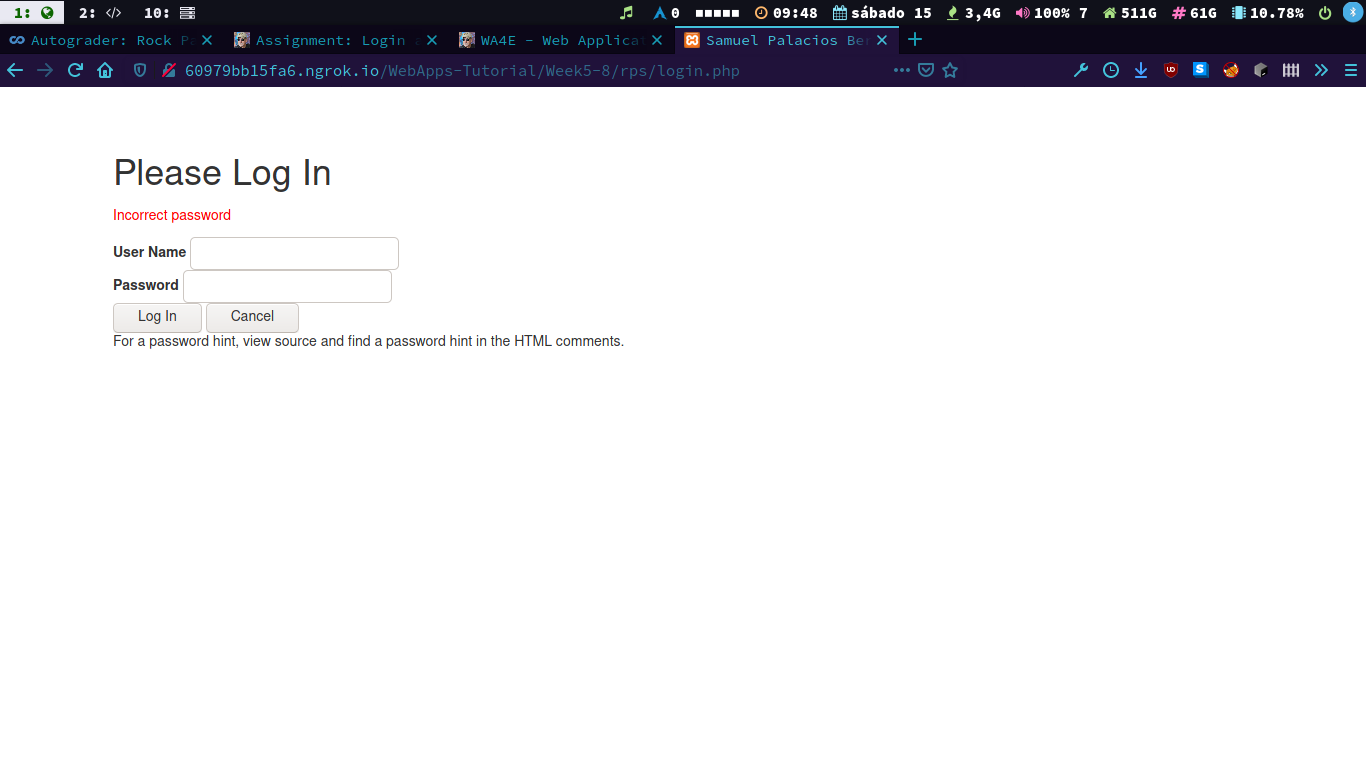 1: 2: 10: 0 09:48 sábado 15 3,4G 100% 7 511G 61G 10.78%
Autograder: Rock Assignment: Login WA4E - Web Samuel Palacios
60979bb15fa6.ngrok.io/WebApps-Tutorial/Week5-8/rps/login.php
Please Log In
Incorrect password
User Name
Password
Log In Cancel
For a password hint, view source and find a password hint in the HTML comments.